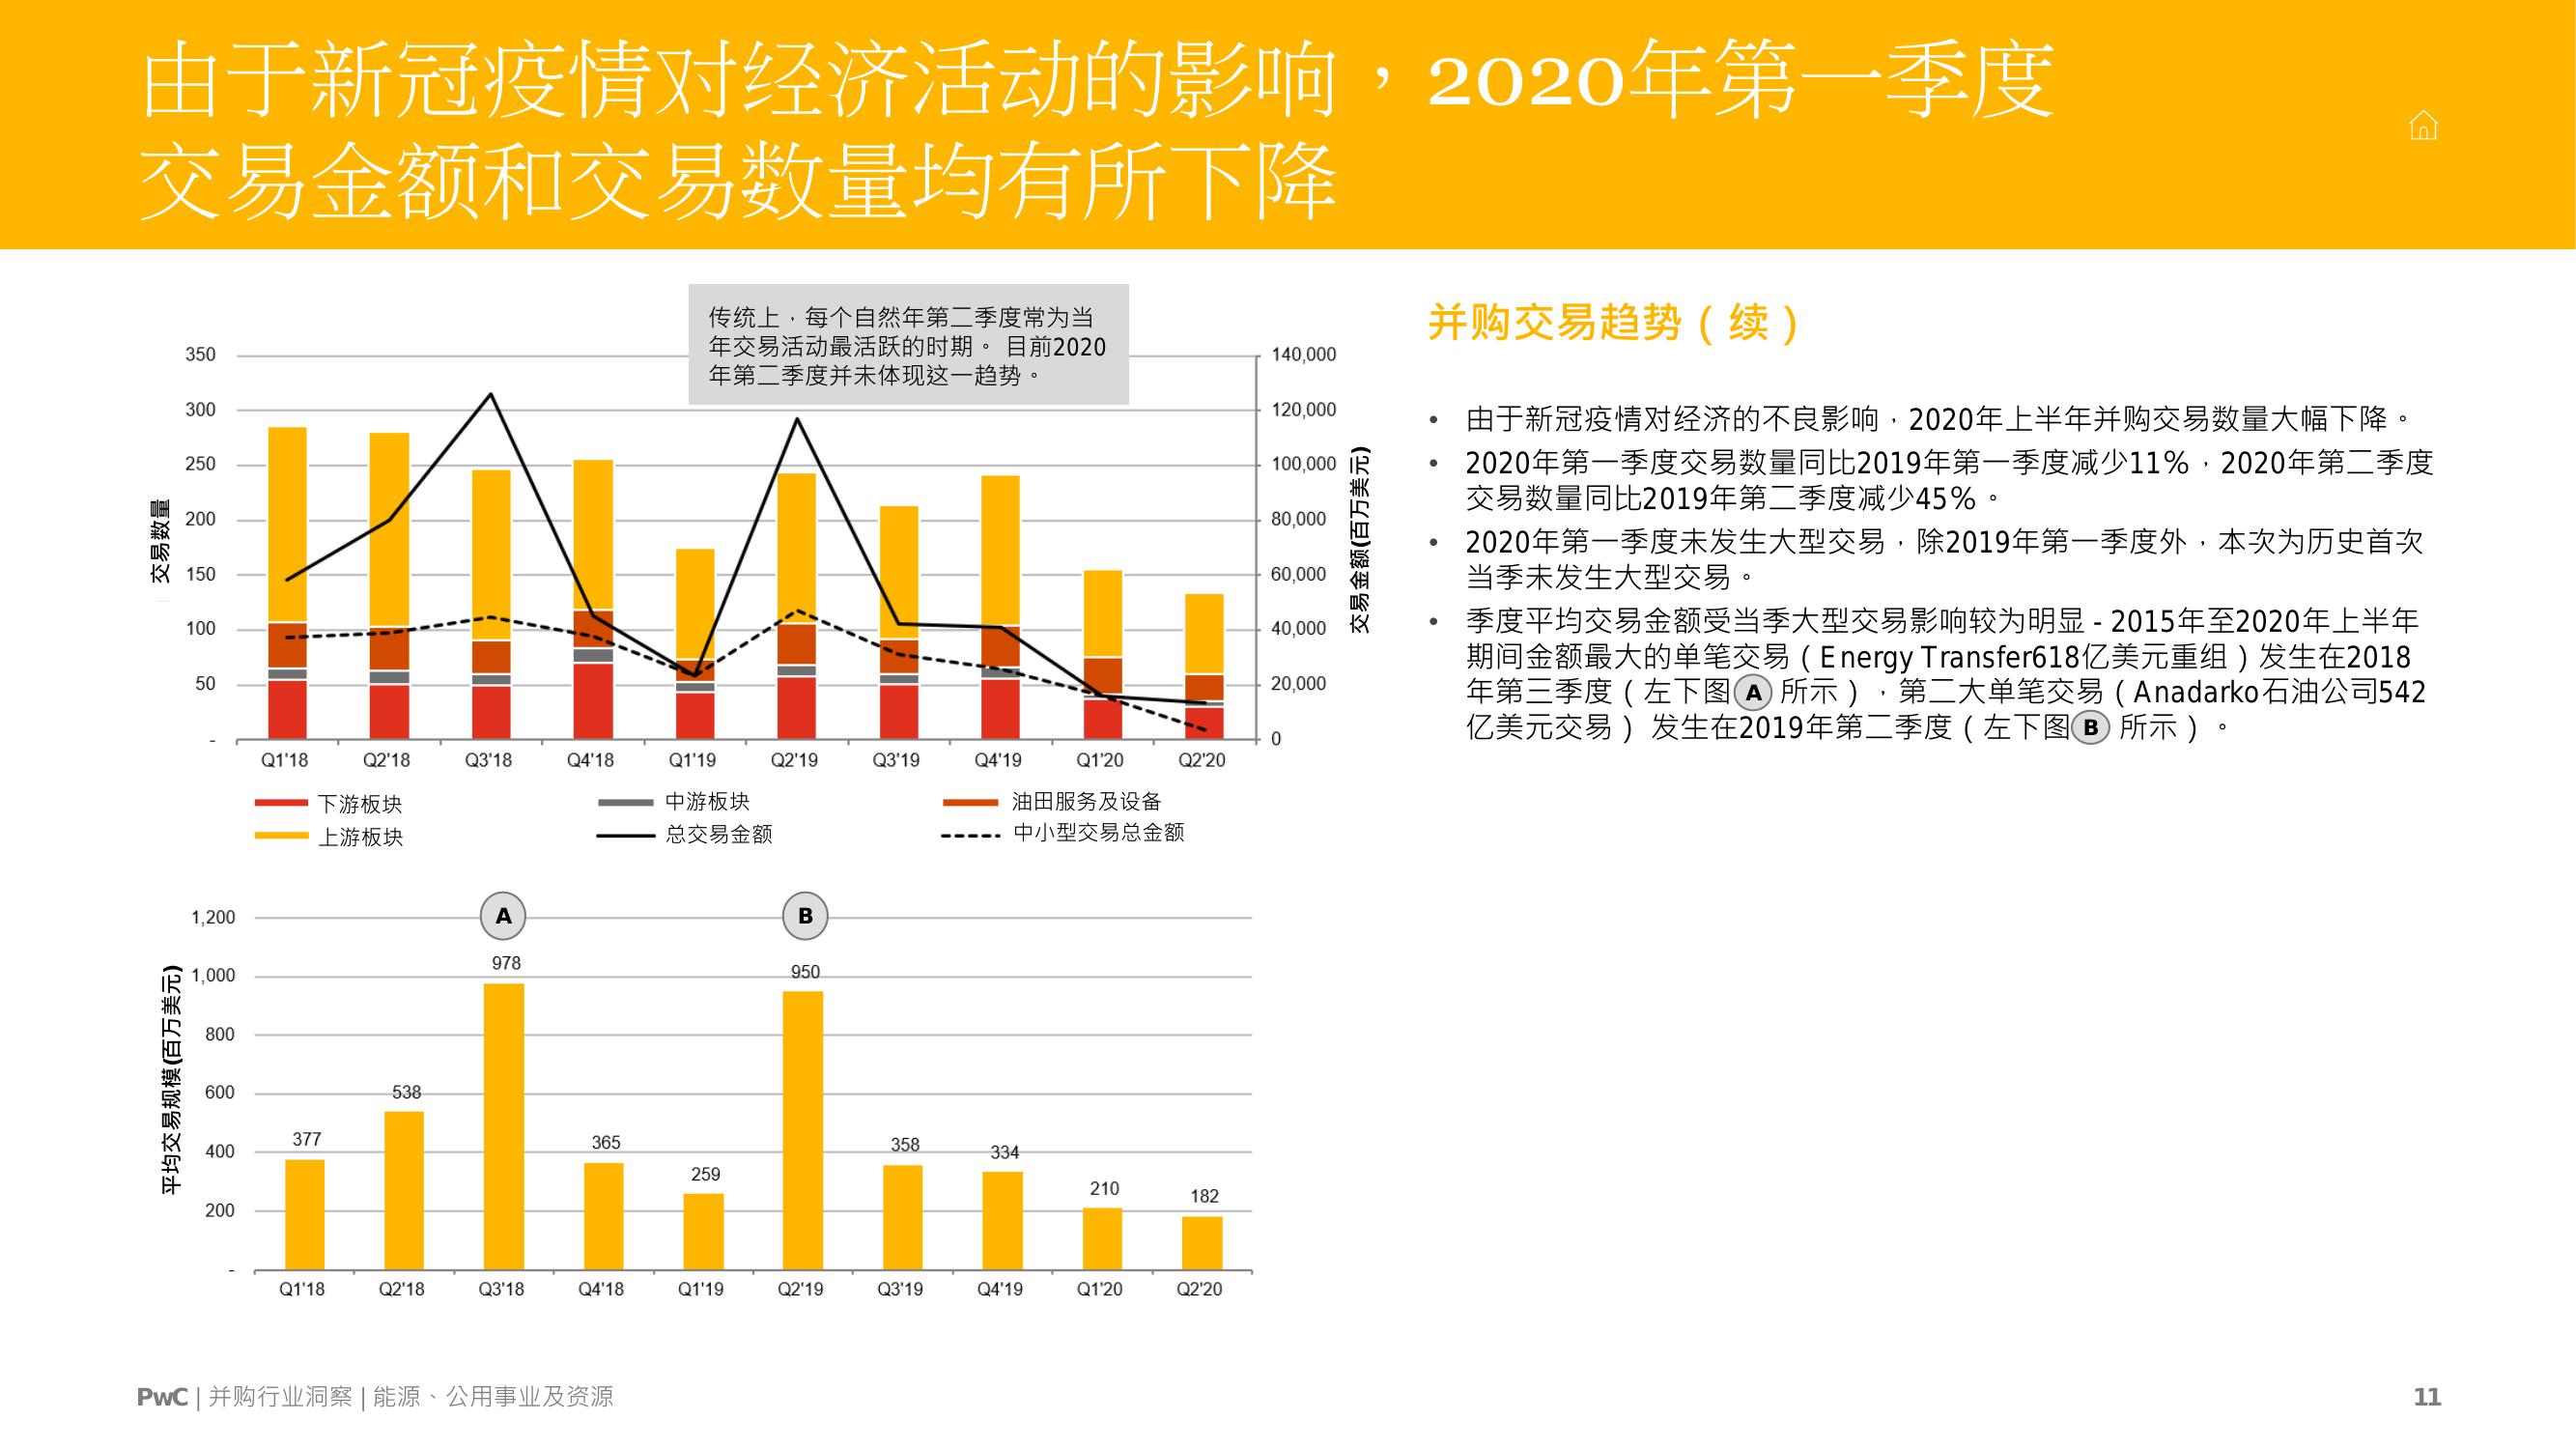 由于新冠疫情对经济活动的影响，2020年第一季度
交易金额和交易数量均有所下降
传统上，每个自然年第二季度常为当
年交易活动最活跃的时期。 目前2020
年第二季度并未体现这一趋势。
交易数量
350
300
250
200
150
100
50
-
140,000
120,000
100,000
80,000
60,000
40,000
20,000
0
交易金额(百万美元)
Q1'18 Q2'18 Q3'18 Q4'18 Q1'19 Q2'19 Q3'19 Q4'19 Q1'20 Q2'20
下游板块 中游板块 油田服务及设备
上游板块 总交易金额 中小型交易总金额
A B
平均交易规模(百万美元)
1,200
1,000
800
600
400
200
-
377 538 978 365 259 950 358 334 210 182
Q1'18 Q2'18 Q3'18 Q4'18 Q1'19 Q2'19 Q3'19 Q4'19 Q1'20 Q2'20
并购交易趋势（续）
• 由于新冠疫情对经济的不良影响，2020年上半年并购交易数量大幅下降。
• 2020年第一季度交易数量同比2019年第一季度减少11%，2020年第二季度
交易数量同比2019年第二季度减少45%。
• 2020年第一季度未发生大型交易，除2019年第一季度外，本次为历史首次
当季未发生大型交易。
• 季度平均交易金额受当季大型交易影响较为明显 - 2015年至2020年上半年
期间金额最大的单笔交易（Energy Transfer618亿美元重组）发生在2018
年第三季度（左下图 A 所示），第二大单笔交易（Anadarko石油公司542
亿美元交易） 发生在2019年第二季度（左下图 B 所示）。
PwC | 并购行业洞察 | 能源、公用事业及资源
11